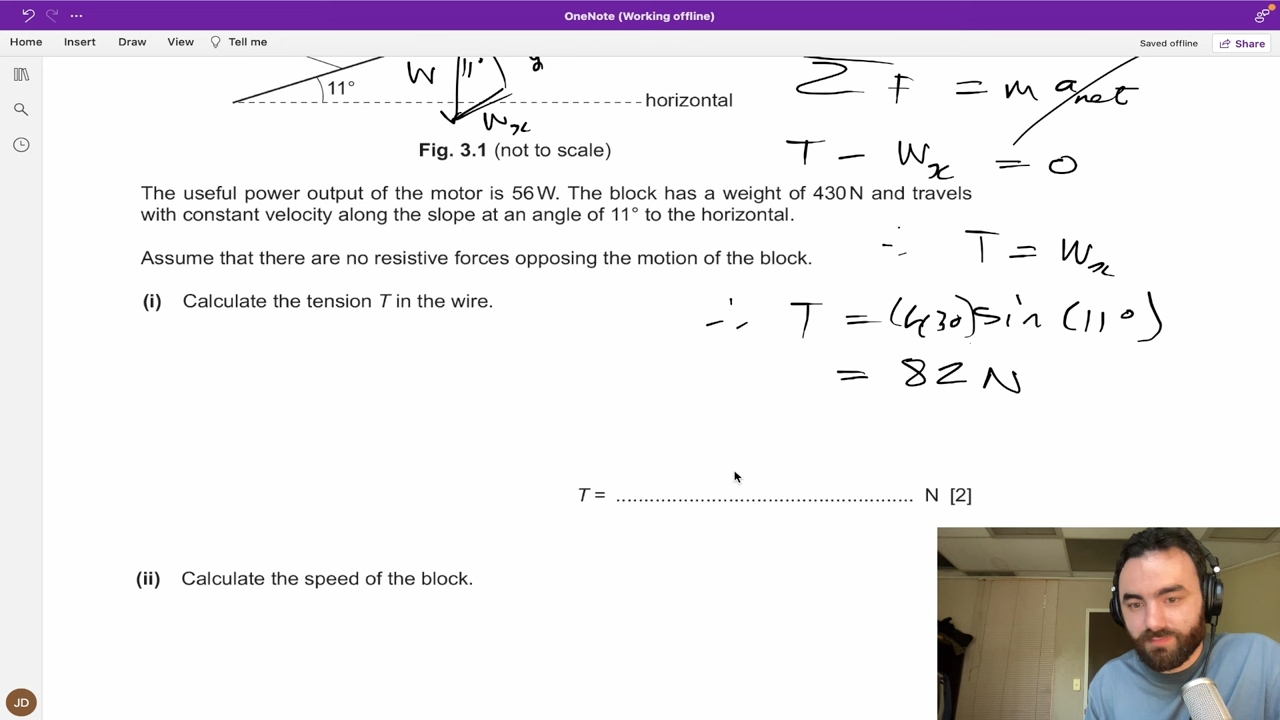 OneNote (Working offline)
Home Insert Draw View Tell me
Saved offline Share
W 11° y
11°
horizontal
Wx
Fig. 3.1 (not to scale)
Σ F = m a net
T - Wx = 0
The useful power output of the motor is 56 W. The block has a weight of 430 N and travels
with constant velocity along the slope at an angle of 11° to the horizontal.
∴ T = Wx
Assume that there are no resistive forces opposing the motion of the block.
(i) Calculate the tension T in the wire.
∴ T = (430)sin (11°)
= 82 N
T = ................................................... N [2]
(ii) Calculate the speed of the block.
JD